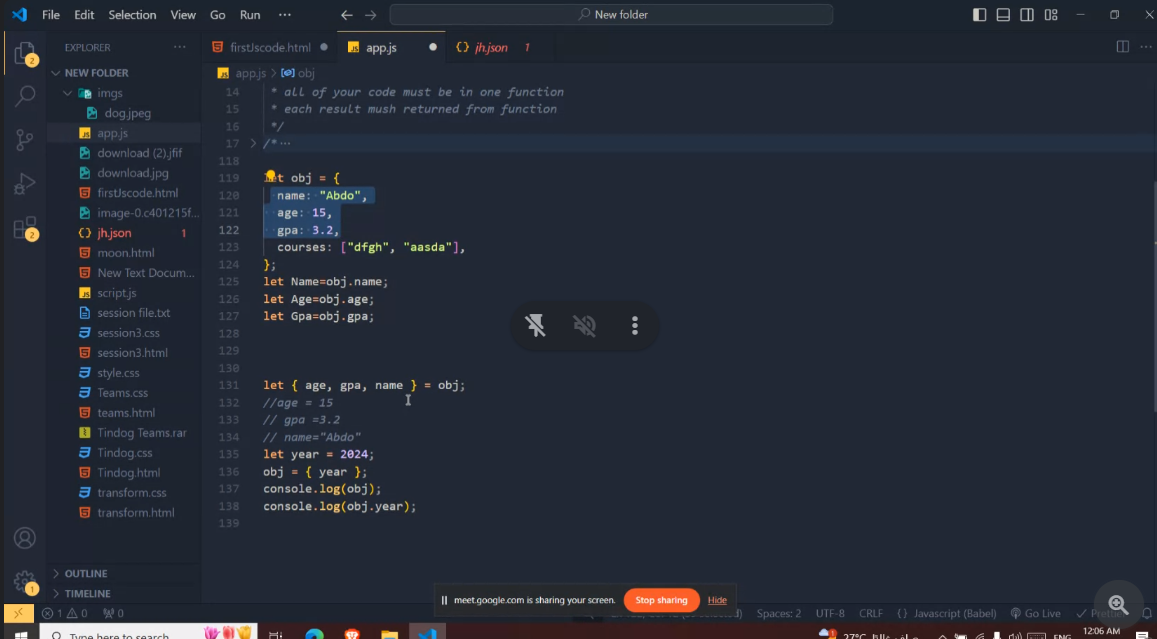 File Edit Selection View Go Run ··· New folder
EXPLORER ···
NEW FOLDER
imgs
dog.jpeg
app.js
download (2).jfif
download.jpg
firstJscode.html
image-0.c401215f...
jh.json 1
moon.html
New Text Docum...
script.js
session file.txt
session3.css
session3.html
style.css
Teams.css
teams.html
Tindog Teams.rar
Tindog.css
Tindog.html
transform.css
transform.html
OUTLINE
TIMELINE
2
2
1
firstJscode.html app.js jh.json 1
app.js > obj
14 * all of your code must be in one function
15 * each result mush returned from function
16 */
17 /*···
118
119 let obj = {
120 name: "Abdo",
121 age: 15,
122 gpa: 3.2,
123 courses: ["dfgh", "aasda"],
124 };
125 let Name=obj.name;
126 let Age=obj.age;
127 let Gpa=obj.gpa;
128
129
130
131 let { age, gpa, name } = obj;
132 //age = 15
133 // gpa =3.2
134 // name="Abdo"
135 let year = 2024;
136 obj = { year };
137 console.log(obj);
138 console.log(obj.year);
139
meet.google.com is sharing your screen. Stop sharing Hide
1 0 0 Spaces: 2 UTF-8 CRLF {} Javascript (Babel) Go Live
Type here to search 27°C ENG 12:06 AM